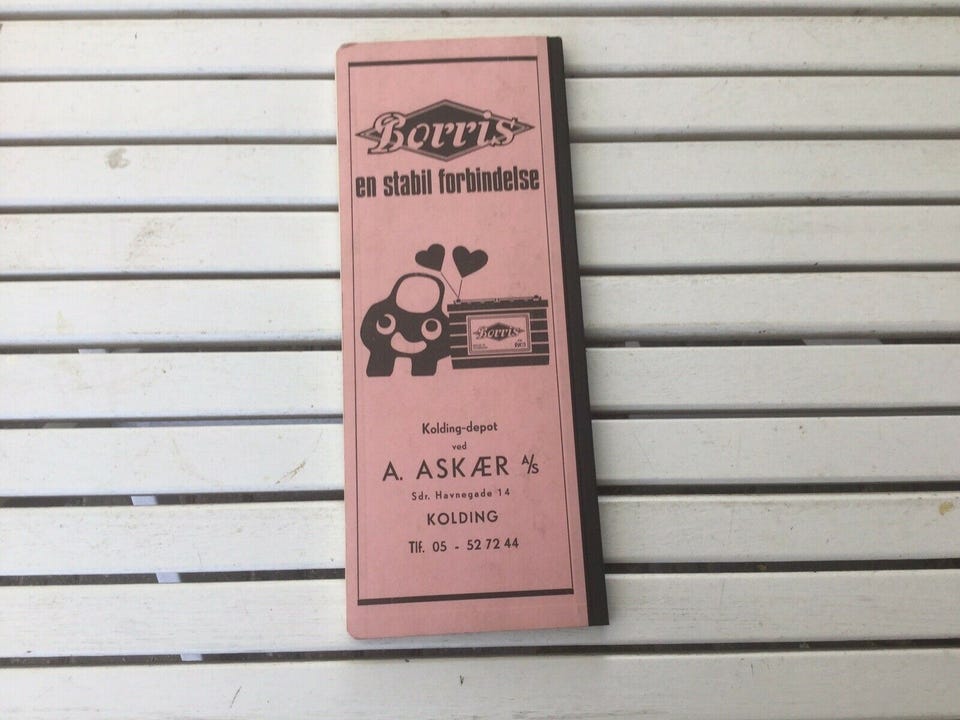 Borris
en stabil forbindelse
Borris
Kolding-depot
ved
A. ASKÆR A/S
Sdr. Havnegade 14
KOLDING
Tlf. 05 - 52 72 44